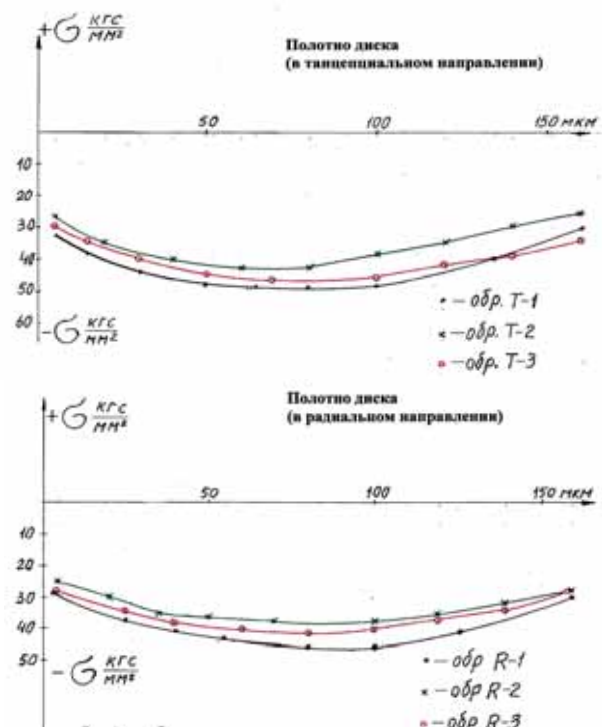 +σ кгс/мм²
Полотно диска
(в танцепциальном направлении)
50 100 150 мкм
10
20
30
40
50
60
−σ кгс/мм²
• — обр. Т-1
× — обр. Т-2
о — обр. Т-3
+σ кгс/мм²
Полотно диска
(в радиальном направлении)
50 100 150 мкм
10
20
30
40
50
− σ кгс/мм²
• — обр R-1
× — обр R-2
о — обр R-3